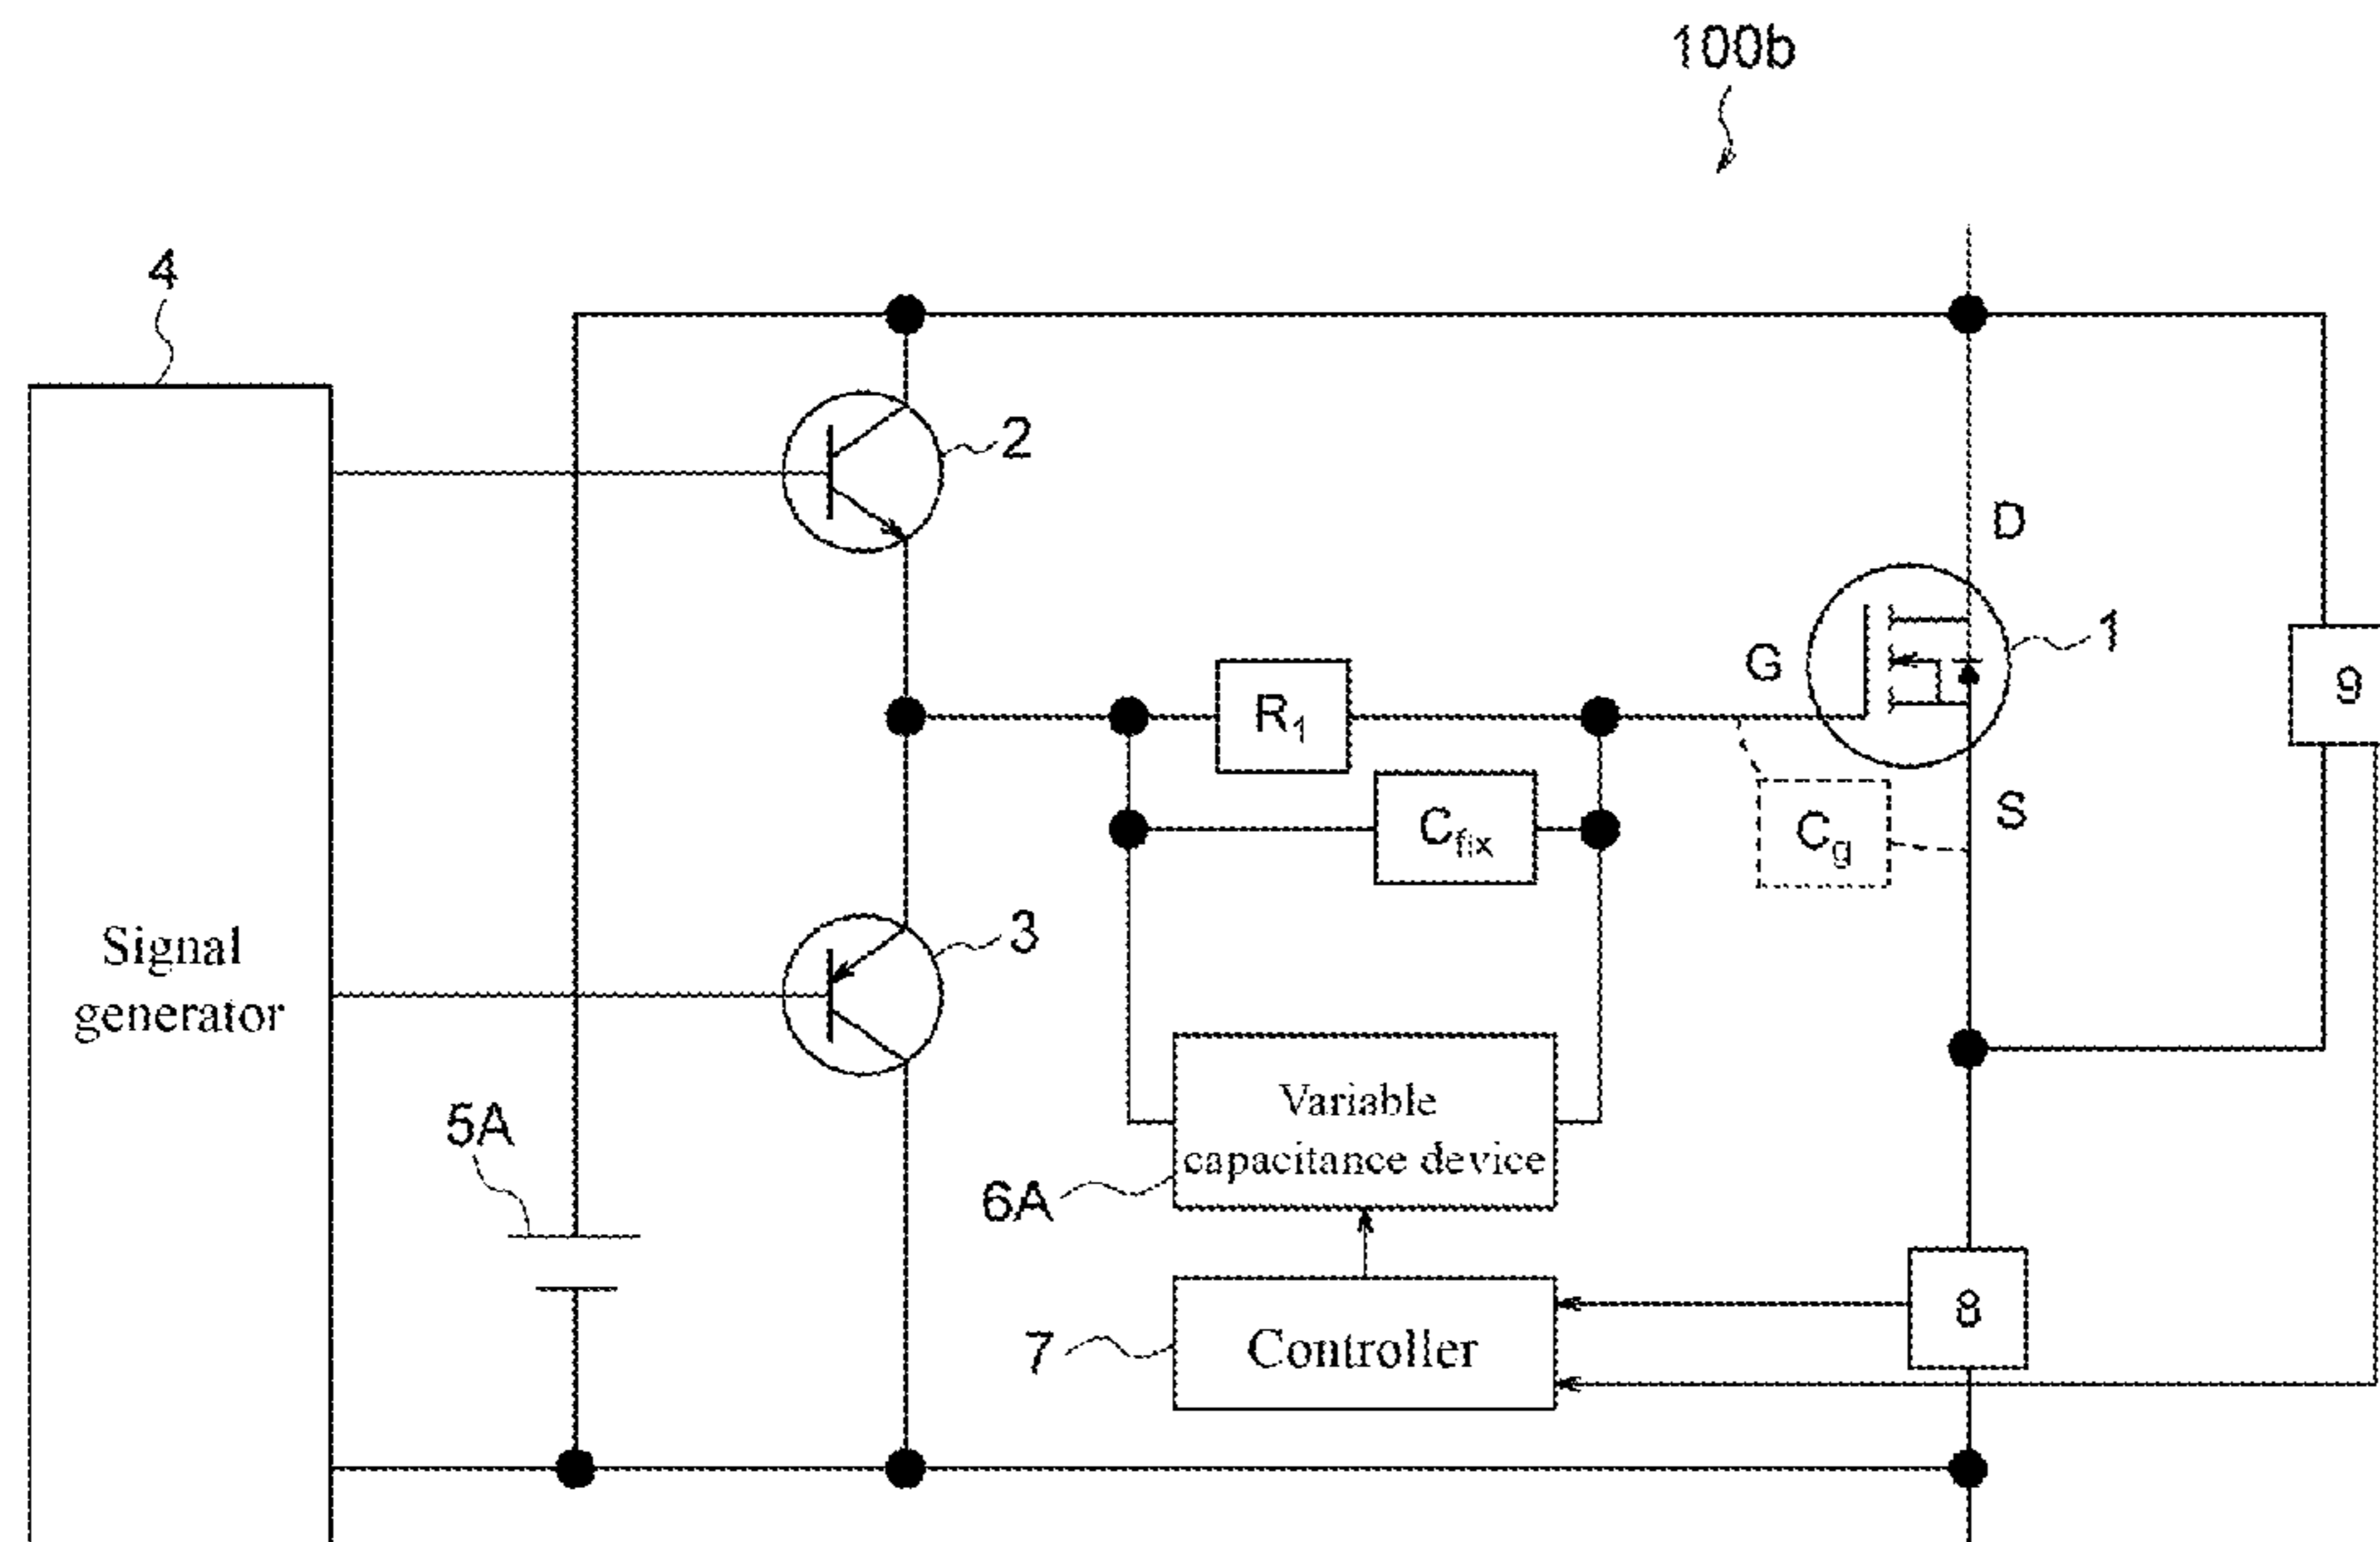 100b
4
2
D
1
G
R1
9
Cfix
Cg
S
3
Signal
generator
5A
Variable
capacitance device
6A
8
7
Controller